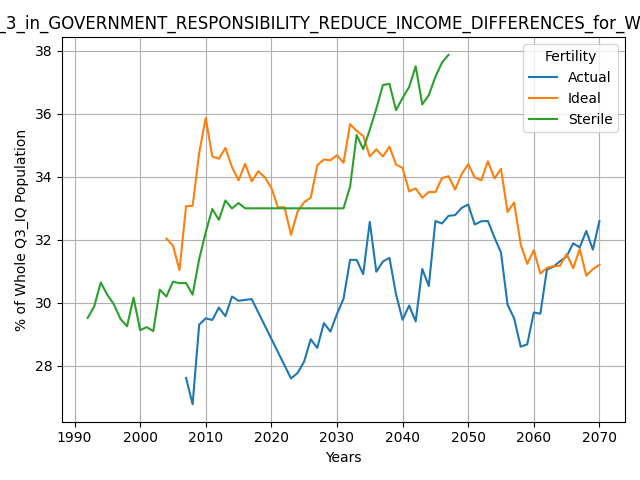 _3_in_GOVERNMENT_RESPONSIBILITY_REDUCE_INCOME_DIFFERENCES_for_W
Fertility
Actual
Ideal
Sterile
% of Whole Q3_IQ Population
38
36
34
32
30
28
1990 2000 2010 2020 2030 2040 2050 2060 2070
Years